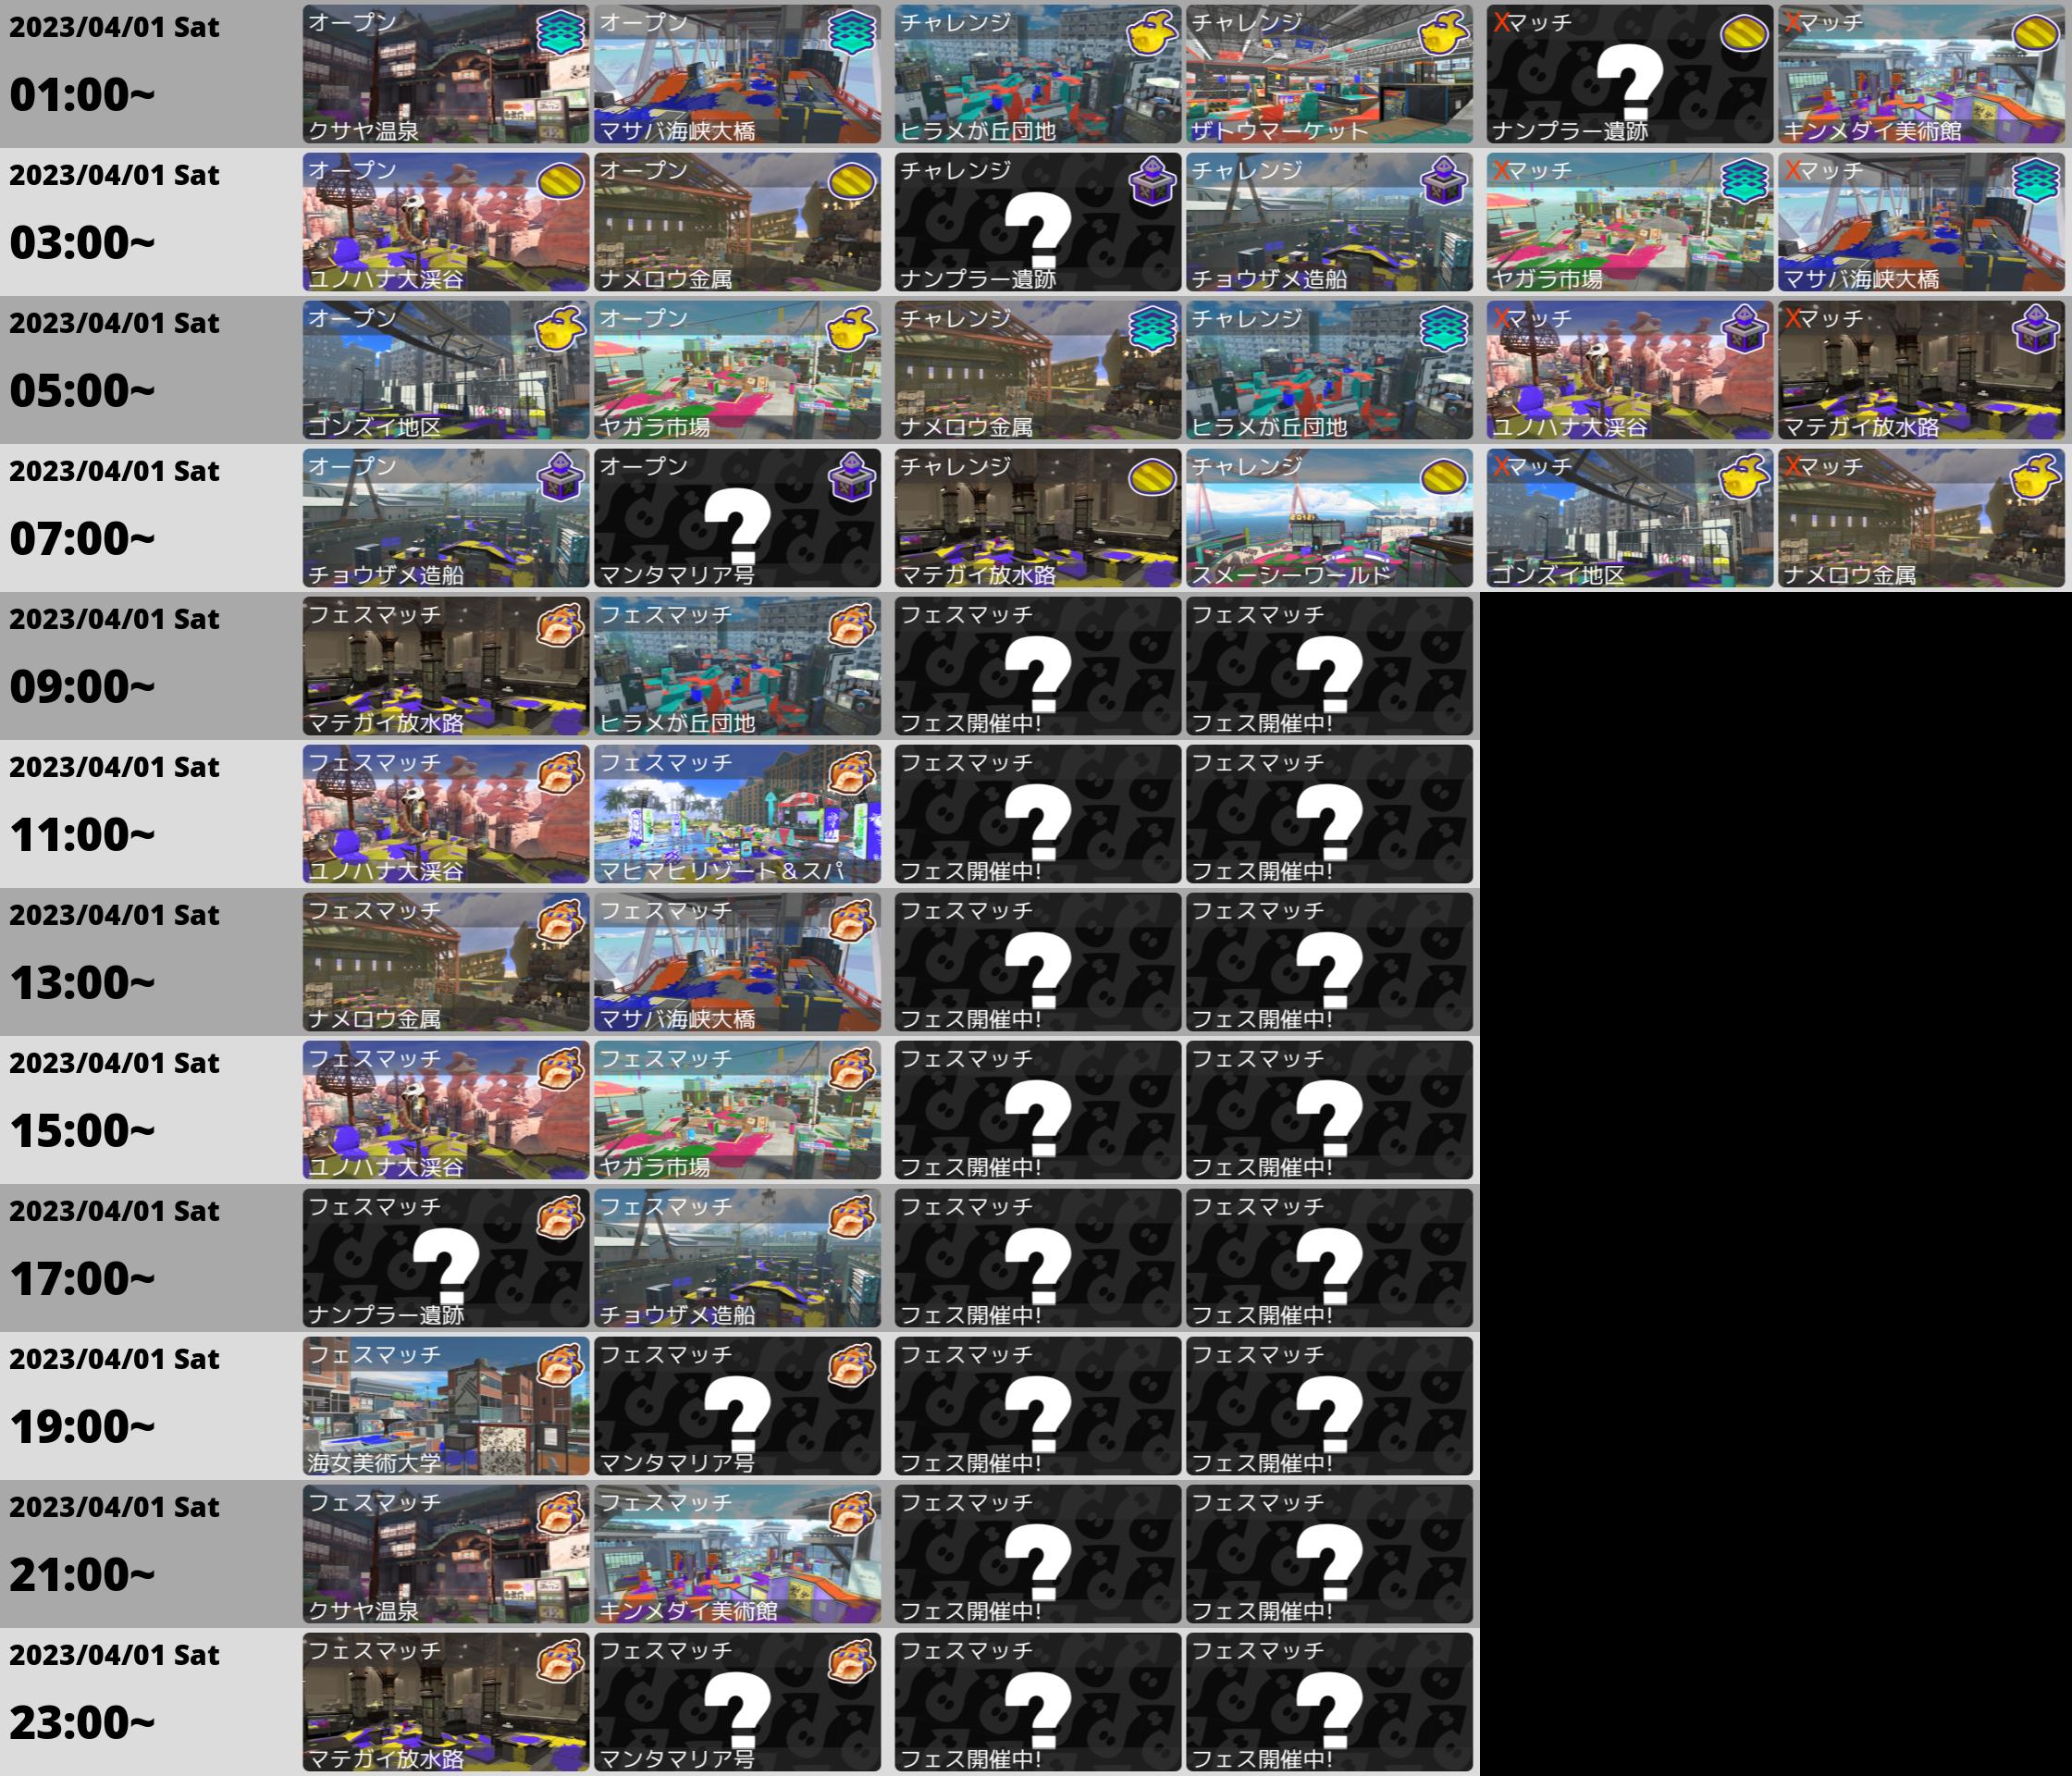 2023/04/01 Sat
01:00~
オープン
クサヤ温泉
オープン
マサバ海峡大橋
チャレンジ
ヒラメが丘団地
チャレンジ
ザトウマーケット
Xマッチ
ナンプラー遺跡
Xマッチ
キンメダイ美術館
2023/04/01 Sat
03:00~
オープン
ユノハナ大渓谷
オープン
ナメロウ金属
チャレンジ
ナンプラー遺跡
チャレンジ
チョウザメ造船
Xマッチ
ヤガラ市場
Xマッチ
マサバ海峡大橋
2023/04/01 Sat
05:00~
オープン
ゴンズイ地区
オープン
ヤガラ市場
チャレンジ
ナメロウ金属
チャレンジ
ヒラメが丘団地
Xマッチ
ユノハナ大渓谷
Xマッチ
マテガイ放水路
2023/04/01 Sat
07:00~
オープン
チョウザメ造船
オープン
マンタマリア号
チャレンジ
マテガイ放水路
チャレンジ
スメーシーワールド
Xマッチ
ゴンズイ地区
Xマッチ
ナメロウ金属
2023/04/01 Sat
09:00~
フェスマッチ
マテガイ放水路
フェスマッチ
ヒラメが丘団地
フェスマッチ
フェス開催中!
フェスマッチ
フェス開催中!
2023/04/01 Sat
11:00~
フェスマッチ
ユノハナ大渓谷
フェスマッチ
マヒマヒリゾート&スパ
フェスマッチ
フェス開催中!
フェスマッチ
フェス開催中!
2023/04/01 Sat
13:00~
フェスマッチ
ナメロウ金属
フェスマッチ
マサバ海峡大橋
フェスマッチ
フェス開催中!
フェスマッチ
フェス開催中!
2023/04/01 Sat
15:00~
フェスマッチ
ユノハナ大渓谷
フェスマッチ
ヤガラ市場
フェスマッチ
フェス開催中!
フェスマッチ
フェス開催中!
2023/04/01 Sat
17:00~
フェスマッチ
ナンプラー遺跡
フェスマッチ
チョウザメ造船
フェスマッチ
フェス開催中!
フェスマッチ
フェス開催中!
2023/04/01 Sat
19:00~
フェスマッチ
海女美術大学
フェスマッチ
マンタマリア号
フェスマッチ
フェス開催中!
フェスマッチ
フェス開催中!
2023/04/01 Sat
21:00~
フェスマッチ
クサヤ温泉
フェスマッチ
キンメダイ美術館
フェスマッチ
フェス開催中!
フェスマッチ
フェス開催中!
2023/04/01 Sat
23:00~
フェスマッチ
マテガイ放水路
フェスマッチ
マンタマリア号
フェスマッチ
フェス開催中!
フェスマッチ
フェス開催中!